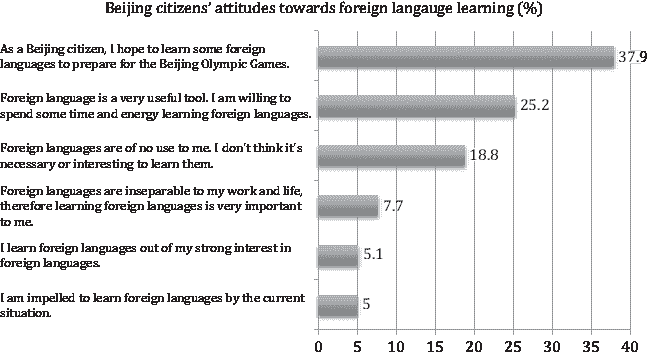 Beijing citizens' attitudes towards foreign langauge learning (%)
As a Beijing citizen, I hope to learn some foreign
languages to prepare for the Beijing Olympic Games.
37.9
Foreign language is a very useful tool. I am willing to
spend some time and energy learning foreign languages.
25.2
Foreign languages are of no use to me. I don't think it's
necessary or interesting to learn them.
18.8
Foreign languages are inseparable to my work and life,
therefore learning foreign languages is very important
to me.
7.7
I learn foreign languages out of my strong interest in
foreign languages.
5.1
I am impelled to learn foreign languages by the current
situation.
5
0 5 10 15 20 25 30 35 40